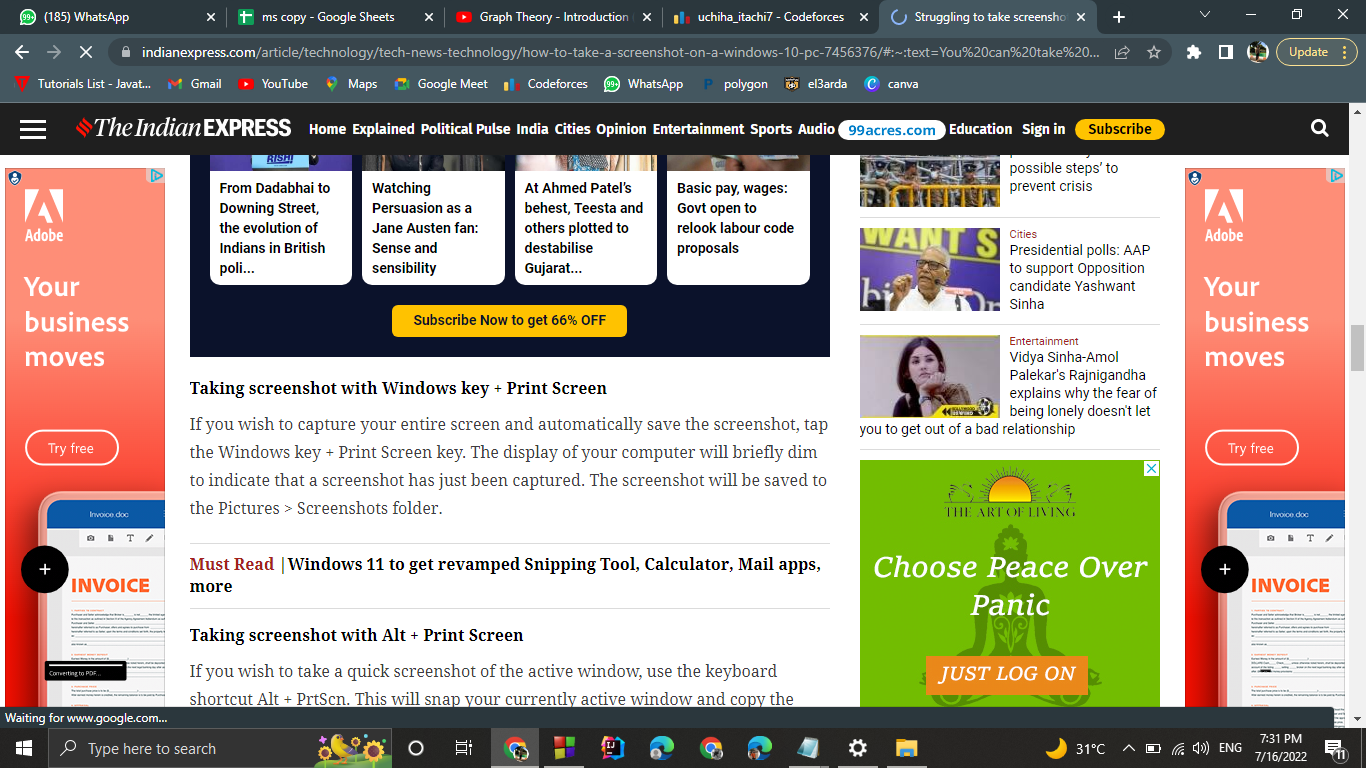 (185) WhatsApp
ms copy - Google Sheets
Graph Theory - Introduction
uchiha_itachi7 - Codeforces
Struggling to take screensho
indianexpress.com/article/technology/tech-news-technology/how-to-take-a-screenshot-on-a-windows-10-pc-7456376/#:~:text=You%20can%20take%20...
Update
Tutorials List - Javat...
Gmail
YouTube
Maps
Google Meet
Codeforces
99+
WhatsApp
polygon
el3arda
canva
The Indian EXPRESS
Home Explained Political Pulse India Cities Opinion Entertainment Sports Audio 99acres.com Education Sign in Subscribe
RISHI
From Dadabhai to
Downing Street,
the evolution of
Indians in British
poli...
Watching
Persuasion as a
Jane Austen fan:
Sense and
sensibility
At Ahmed Patel's
behest, Teesta and
others plotted to
destabilise
Gujarat...
Basic pay, wages:
Govt open to
relook labour code
proposals
Subscribe Now to get 66% OFF
Taking screenshot with Windows key + Print Screen
If you wish to capture your entire screen and automatically save the screenshot, tap
the Windows key + Print Screen key. The display of your computer will briefly dim
to indicate that a screenshot has just been captured. The screenshot will be saved to
the Pictures > Screenshots folder.
Must Read |Windows 11 to get revamped Snipping Tool, Calculator, Mail apps,
more
Taking screenshot with Alt + Print Screen
If you wish to take a quick screenshot of the active window, use the keyboard
shortcut Alt + PrtScn. This will snap your currently active window and copy the
possible steps' to
prevent crisis
WANT S
Cities
Presidential polls: AAP
to support Opposition
candidate Yashwant
Sinha
Entertainment
Vidya Sinha-Amol
Palekar's Rajnigandha
explains why the fear of
being lonely doesn't let
you to get out of a bad relationship
THE ART OF LIVING
Choose Peace Over
Panic
JUST LOG ON
Adobe
Your
business
moves
Try free
Invoice.doc
INVOICE
Converting to PDF...
Adobe
Your
business
moves
Try free
Invoice.doc
INVOICE
Waiting for www.google.com...
Type here to search
31°C
ENG
7:31 PM
7/16/2022
11